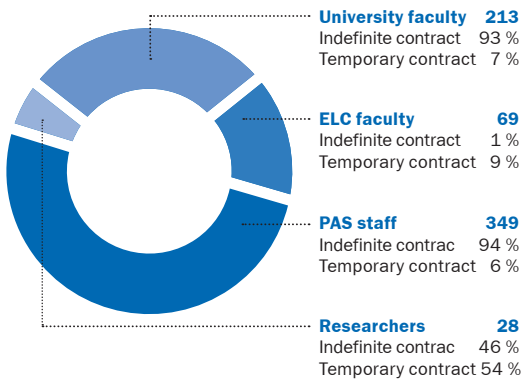 University faculty 213
Indefinite contract 93 %
Temporary contract 7 %
ELC faculty 69
Indefinite contract 1 %
Temporary contract 9 %
PAS staff 349
Indefinite contrac 94 %
Temporary contract 6 %
Researchers 28
Indefinite contrac 46 %
Temporary contract 54 %